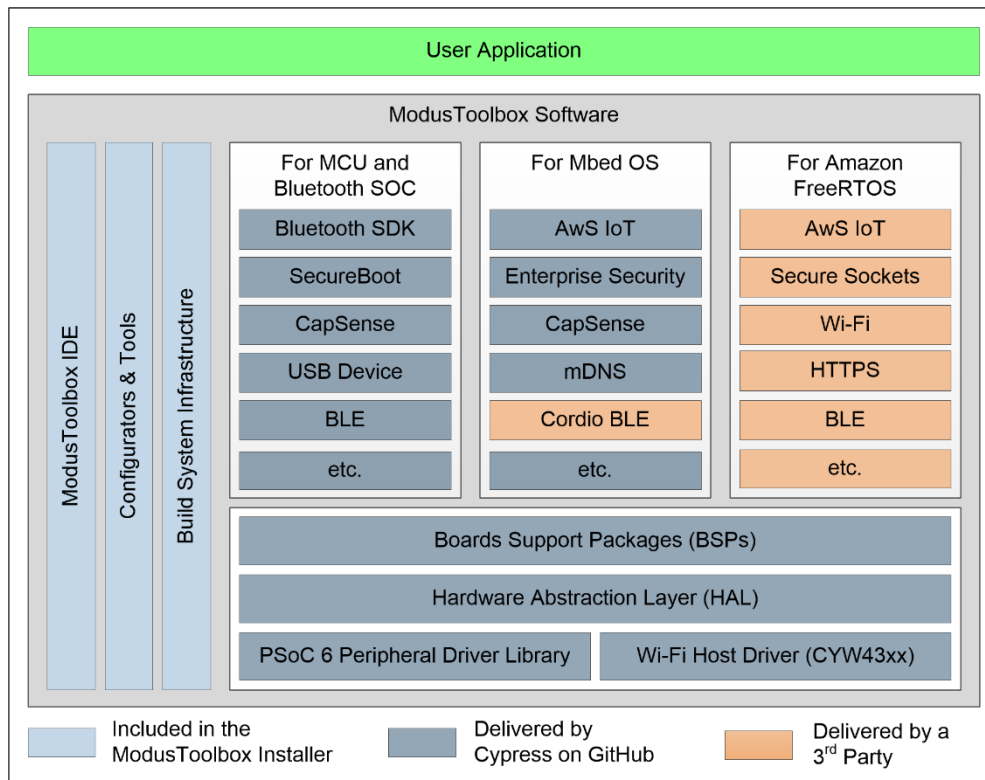 User Application
ModusToolbox Software
ModusToolbox IDE
Configurators & Tools
Build System Infrastructure
For MCU and
Bluetooth SOC
Bluetooth SDK
SecureBoot
CapSense
USB Device
BLE
etc.
For Mbed OS
AwS IoT
Enterprise Security
CapSense
mDNS
Cordio BLE
etc.
For Amazon
FreeRTOS
AwS IoT
Secure Sockets
Wi-Fi
HTTPS
BLE
etc.
Boards Support Packages (BSPs)
Hardware Abstraction Layer (HAL)
PSoC 6 Peripheral Driver Library
Wi-Fi Host Driver (CYW43xx)
Included in the
ModusToolbox Installer
Delivered by
Cypress on GitHub
Delivered by a
3rd Party